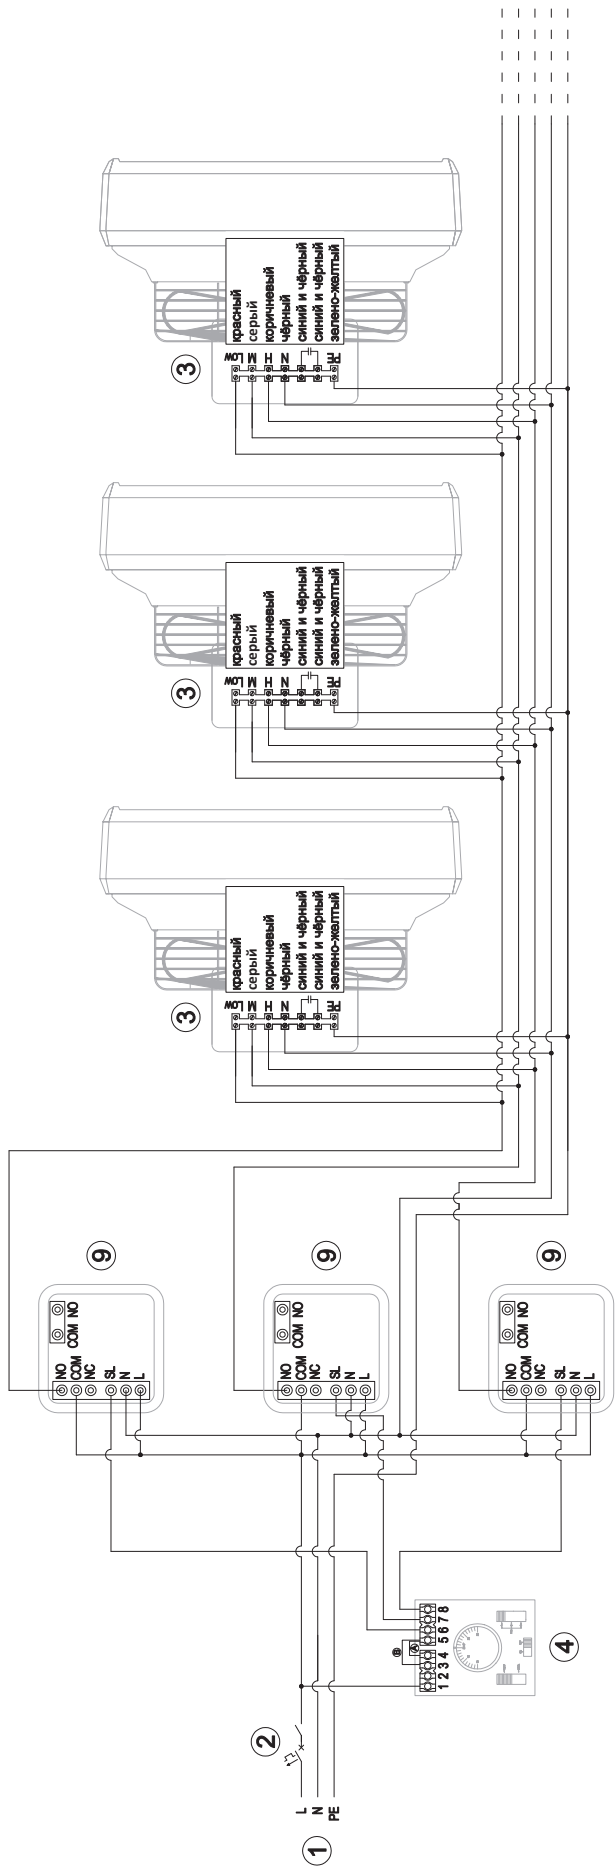 1
L
N
PE
2
4
1 2 3 4 5 6 7 8
A
B
9
NO
COM
NC
SL
N
L
COM NO
9
NO
COM
NC
SL
N
L
COM NO
9
NO
COM
NC
SL
N
L
COM NO
3
Low
M
H
N
PE
красный
серый
коричневый
чёрный
синий и чёрный
синий и чёрный
зелено-желтый
3
Low
M
H
N
PE
красный
серый
коричневый
чёрный
синий и чёрный
синий и чёрный
зелено-желтый
3
Low
M
H
N
PE
красный
серый
коричневый
чёрный
синий и чёрный
синий и чёрный
зелено-желтый